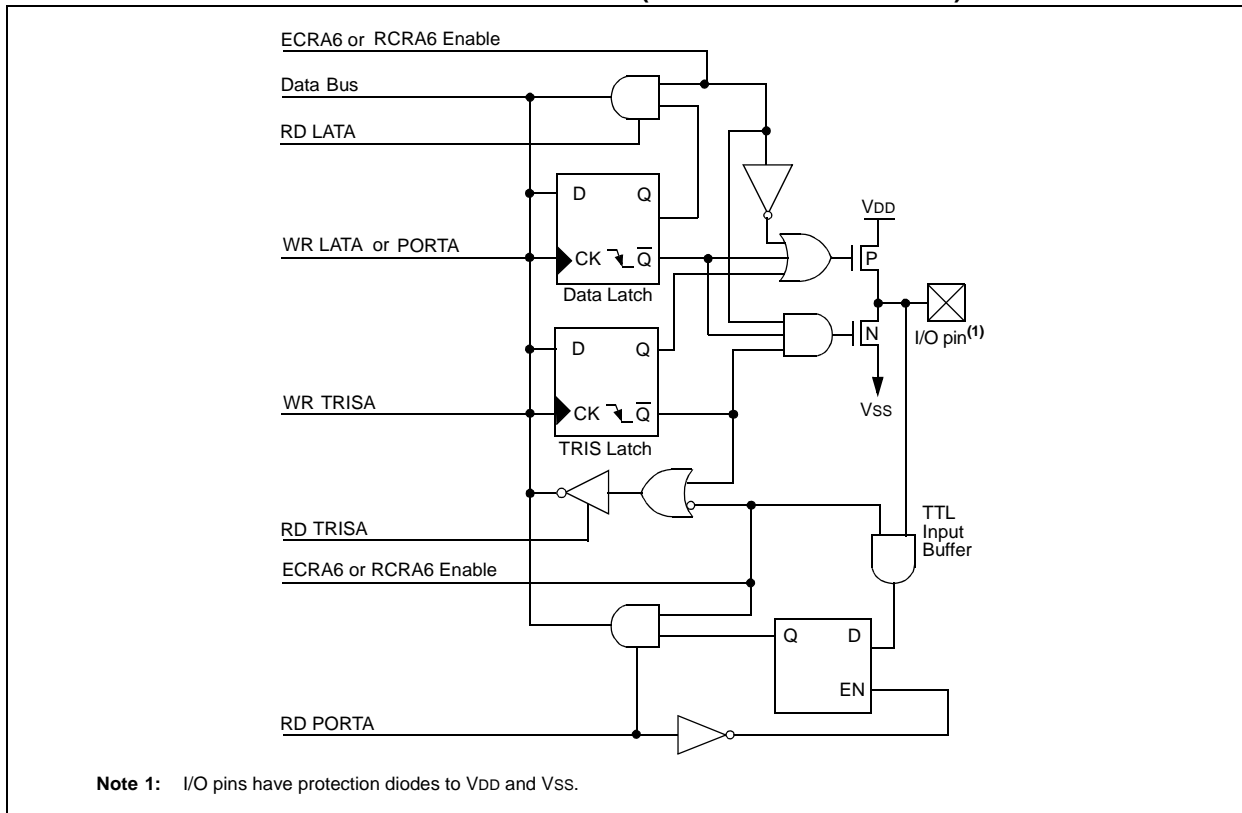 ECRA6 or RCRA6 Enable
Data Bus
RD LATA
D Q
VDD
WR LATA or PORTA
CK Q
P
Data Latch
N
I/O pin(1)
D Q
WR TRISA
CK Q
VSS
TRIS Latch
TTL
Input
Buffer
RD TRISA
ECRA6 or RCRA6 Enable
Q D
EN
RD PORTA
Note 1: I/O pins have protection diodes to VDD and VSS.